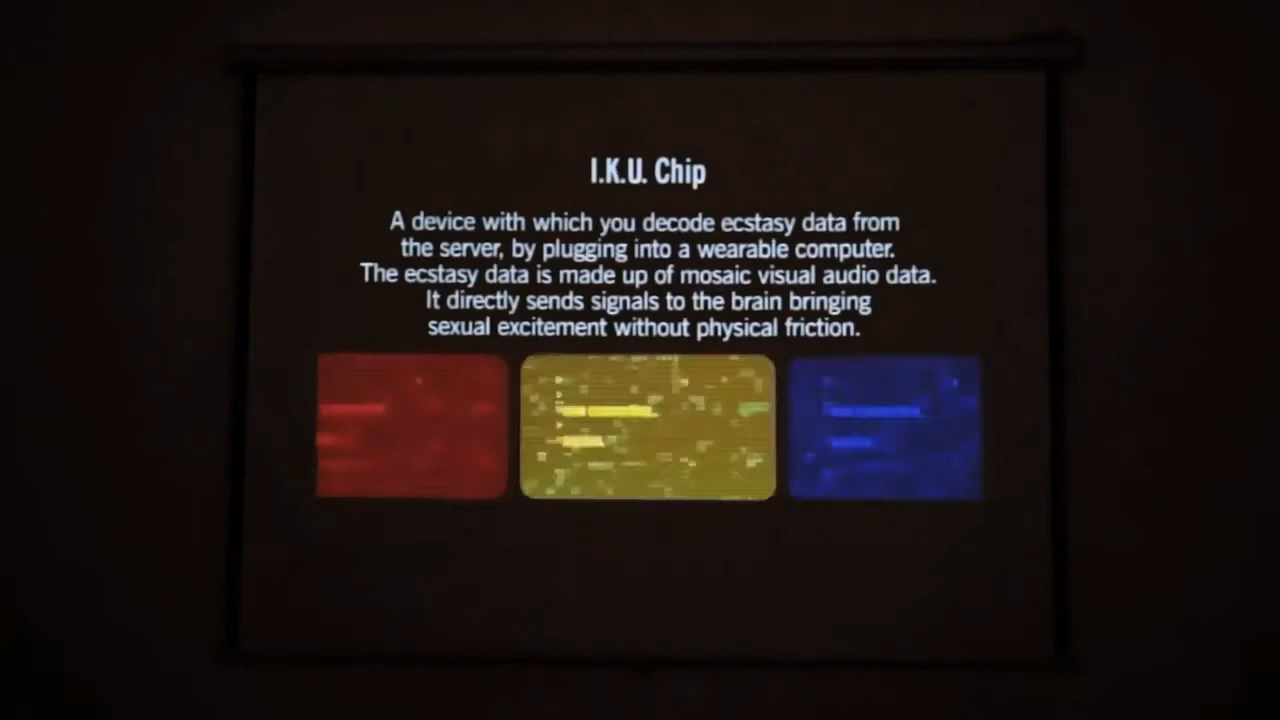 I.K.U. Chip
A device with which you decode ecstasy data from
the server, by plugging into a wearable computer.
The ecstasy data is made up of mosaic visual audio data.
It directly sends signals to the brain bringing
sexual excitement without physical friction.